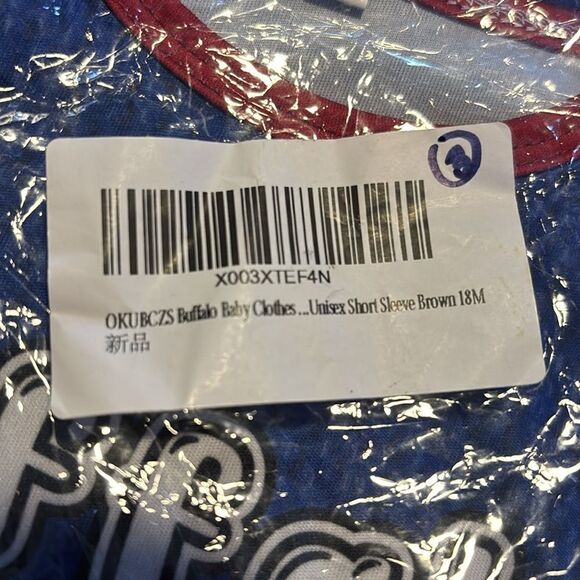 X003XTEF4N
OKUBCZS Buffalo Baby Clothes ...Unisex Short Sleeve Brown 18M
新品